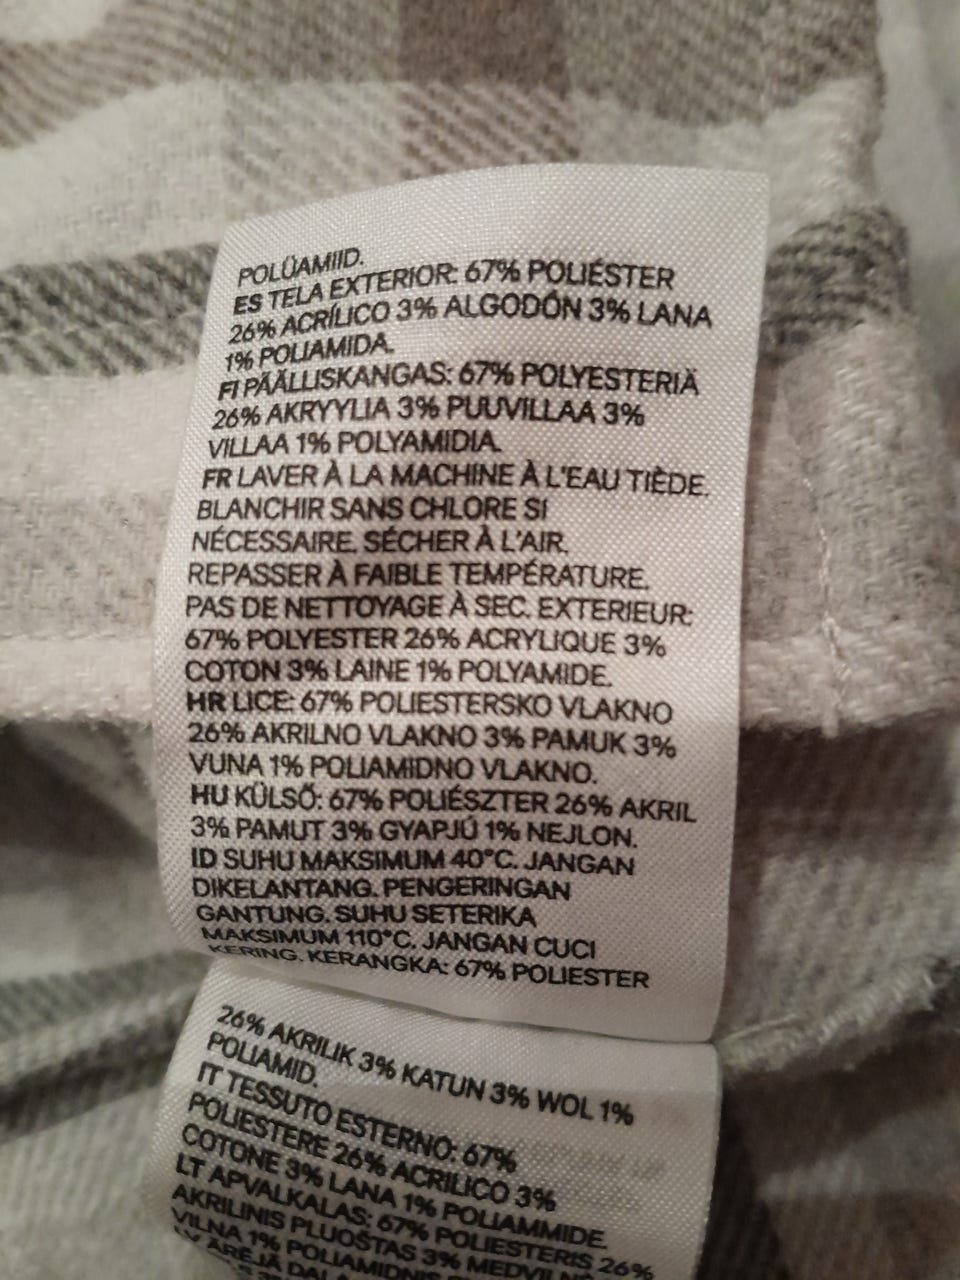 POLÜAMIID.
ES TELA EXTERIOR: 67% POLIÉSTER
26% ACRÍLICO 3% ALGODÓN 3% LANA
1% POLIAMIDA.
FI PÄÄLLISKANGAS: 67% POLYESTERIÄ
26% AKRYYLIA 3% PUUVILLAA 3%
VILLAA 1% POLYAMIDIA.
FR LAVER À LA MACHINE À L'EAU TIÈDE.
BLANCHIR SANS CHLORE SI
NÉCESSAIRE. SÉCHER À L'AIR.
REPASSER À FAIBLE TEMPÉRATURE.
PAS DE NETTOYAGE À SEC. EXTERIEUR:
67% POLYESTER 26% ACRYLIQUE 3%
COTON 3% LAINE 1% POLYAMIDE.
HR LICE: 67% POLIESTERSKO VLAKNO
26% AKRILNO VLAKNO 3% PAMUK 3%
VUNA 1% POLIAMIDNO VLAKNO.
HU KÜLSŐ: 67% POLIÉSZTER 26% AKRIL
3% PAMUT 3% GYAPJÚ 1% NEJLON.
ID SUHU MAKSIMUM 40°C. JANGAN
DIKELANTANG. PENGERINGAN
GANTUNG. SUHU SETERIKA
MAKSIMUM 110°C. JANGAN CUCI
KERING. KERANGKA: 67% POLIESTER
26% AKRILIK 3% KATUN 3% WOL 1%
POLIAMID.
IT TESSUTO ESTERNO: 67%
POLIESTERE 26% ACRILICO 3%
COTONE 3% LANA 1% POLIAMMIDE.
LT APVALKALAS: 67% POLIESTERIS 26%
AKRILINIS PLUOŠTAS 3% MEDVILNĖ
VILNA 1% POLIAMIDNIS
LV ĀRĒJĀ